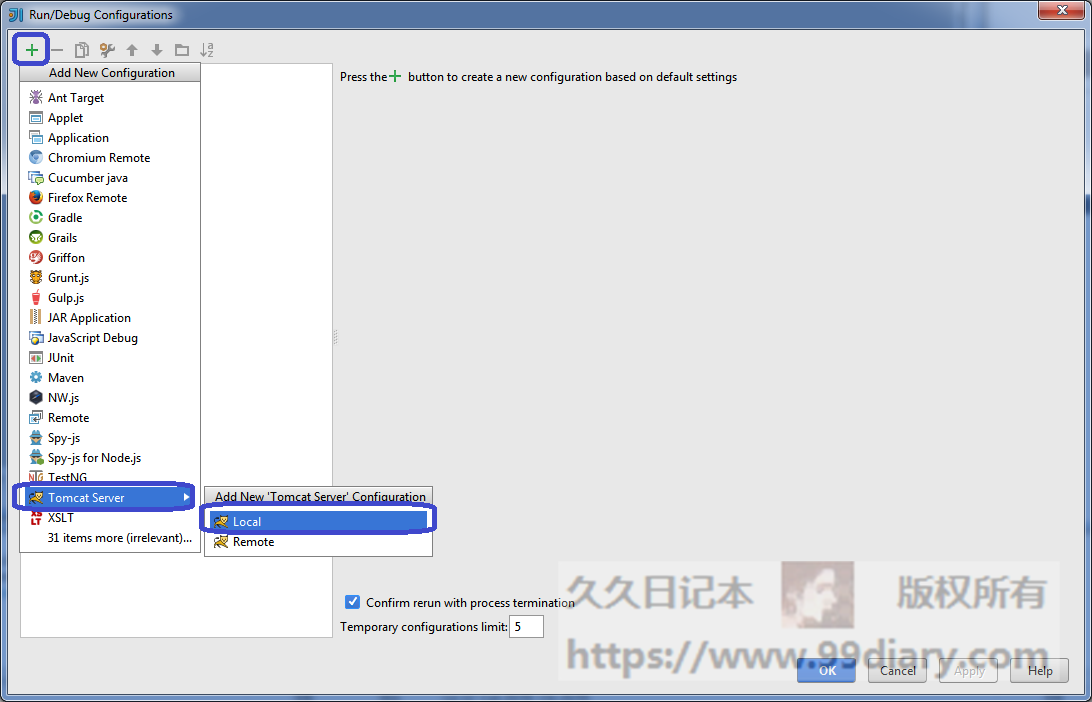 Run/Debug Configurations
Add New Configuration
Press the + button to create a new configuration based on default settings
Ant Target
Applet
Application
Chromium Remote
Cucumber java
Firefox Remote
Gradle
Grails
Griffon
Grunt.js
Gulp.js
JAR Application
JavaScript Debug
JUnit
Maven
NW.js
Remote
Spy-js
Spy-js for Node.js
TestNG
Tomcat Server
XSLT
31 items more (irrelevant)...
Add New 'Tomcat Server' Configuration
Local
Remote
Confirm rerun with process termination
Temporary configurations limit: 5
久久日记本 版权所有
https://www.99diary.com
OK Cancel Apply Help